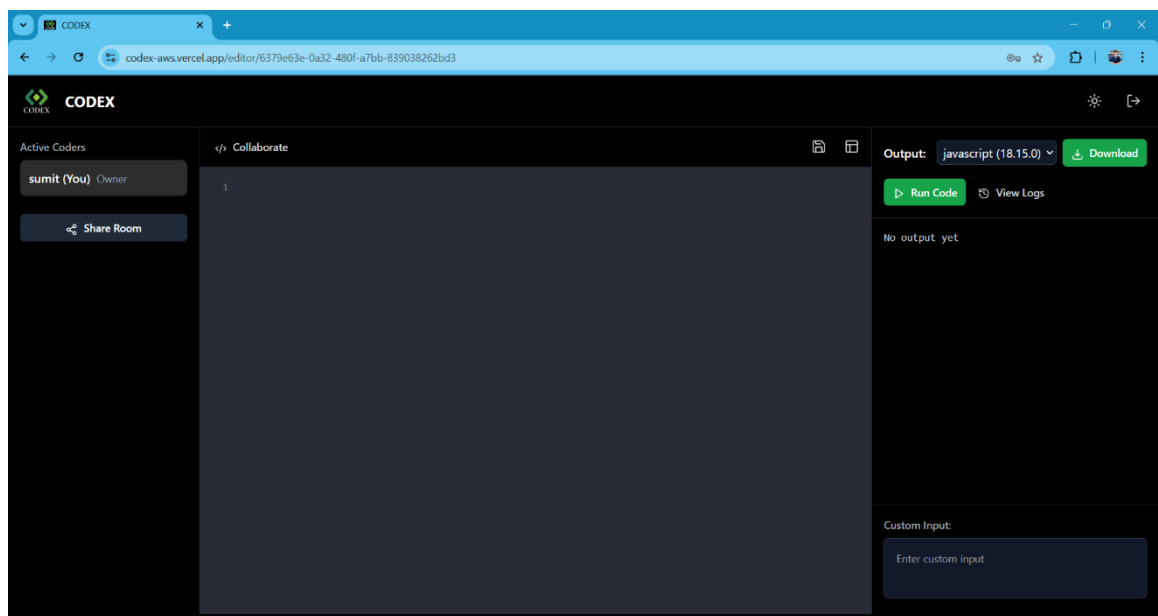 CODEX
codex-aws.vercel.app/editor/6379e63e-0a32-480f-a7bb-839038262bd3
CODEX
CODEX
Active Coders
sumit (You) Owner
Share Room
</> Collaborate
1
Output:
javascript (18.15.0)
Download
Run Code
View Logs
No output yet
Custom Input:
Enter custom input